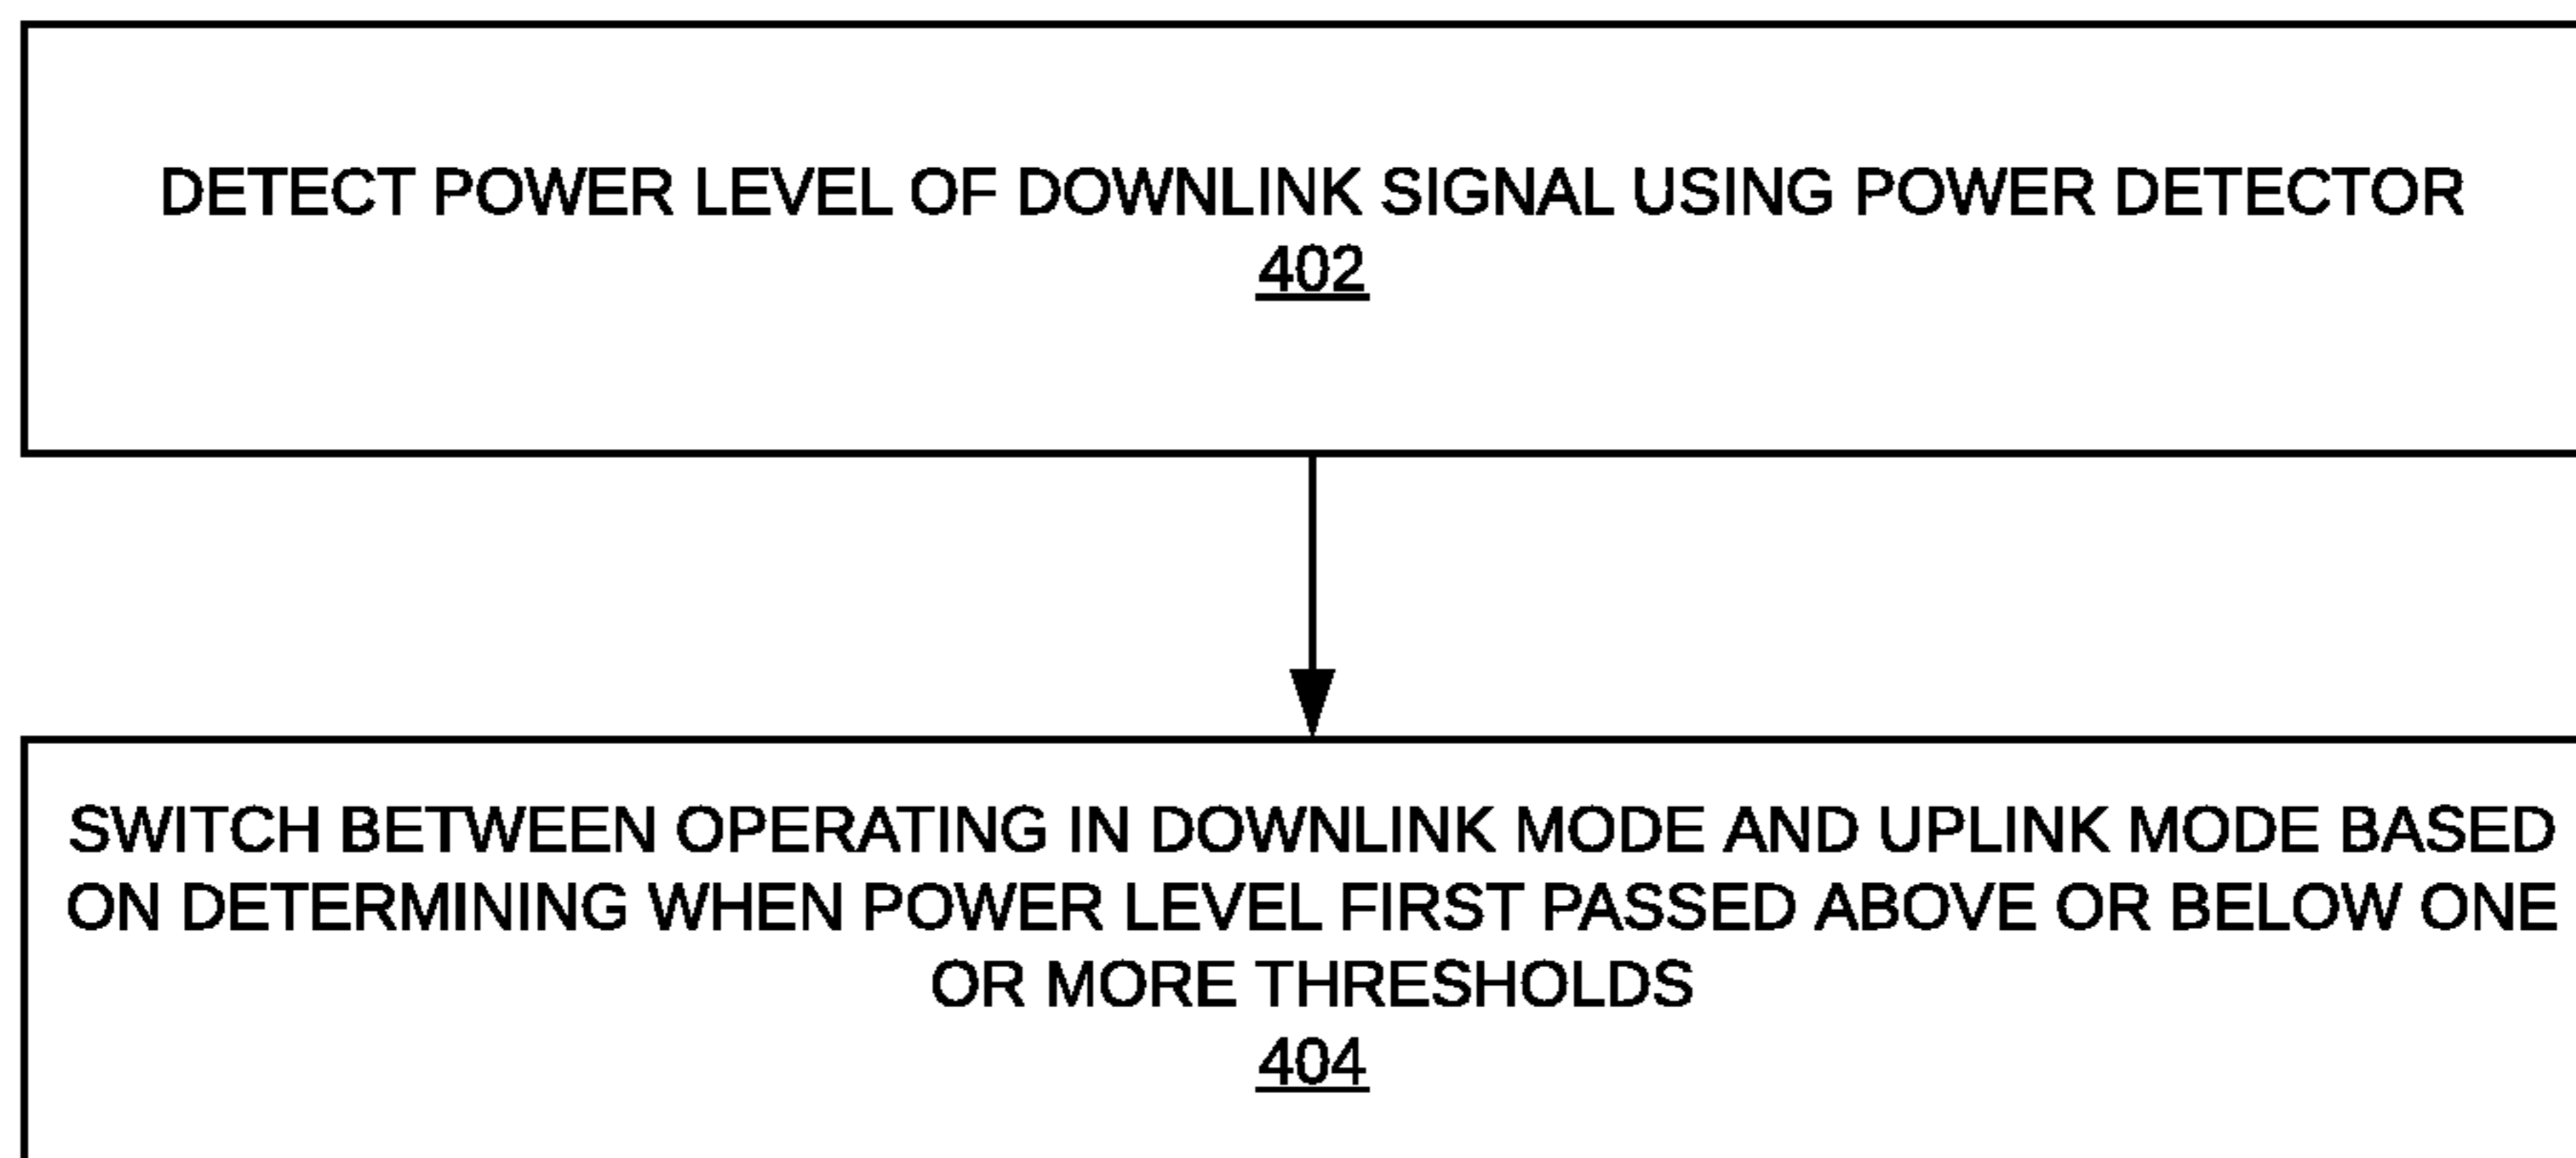 DETECT POWER LEVEL OF DOWNLINK SIGNAL USING POWER DETECTOR
402
SWITCH BETWEEN OPERATING IN DOWNLINK MODE AND UPLINK MODE BASED
ON DETERMINING WHEN POWER LEVEL FIRST PASSED ABOVE OR BELOW ONE
OR MORE THRESHOLDS
404